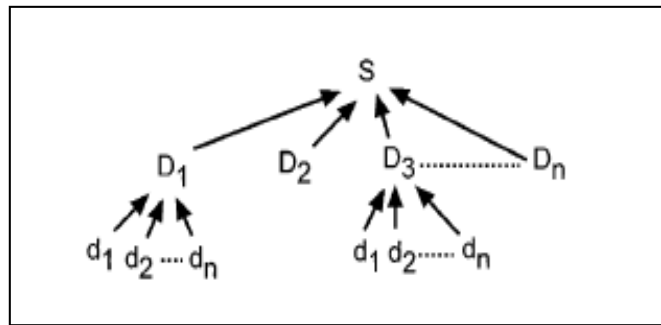 S
D1 D2 D3 ........ Dn
d1 d2 .... dn d1 d2 ...... dn